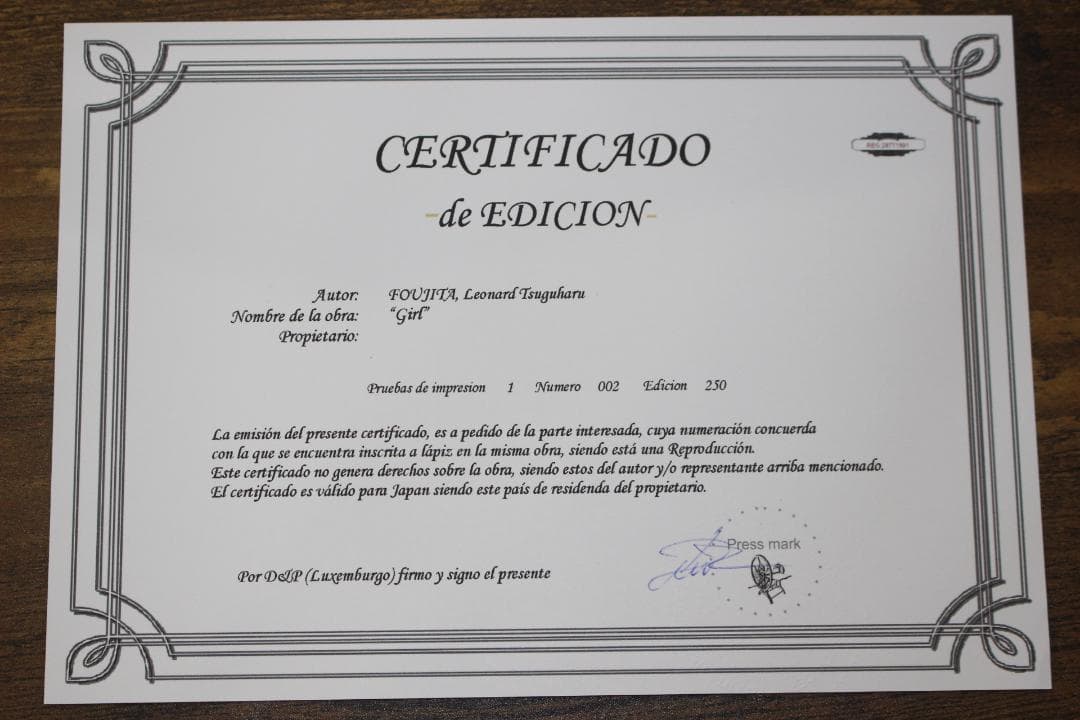 CERTIFICADO
-de EDICION-
Autor: FOUJITA, Leonard Tsuguharu
Nombre de la obra: "Girl"
Propietario:
Pruebas de impresion 1 Numero 002 Edicion 250
La emisión del presente certificado, es a pedido de la parte interesada, cuya numeración concuerda
con la que se encuentra inscrita a lápiz en la misma obra, siendo está una Reproducción.
Este certificado no genera derechos sobre la obra, siendo estos del autor y/o representante arriba mencionado.
El certificado es válido para Japan siendo este país de residenda del propietario.
Press mark
Por D&P (Luxemburgo) firmo y signo el presente